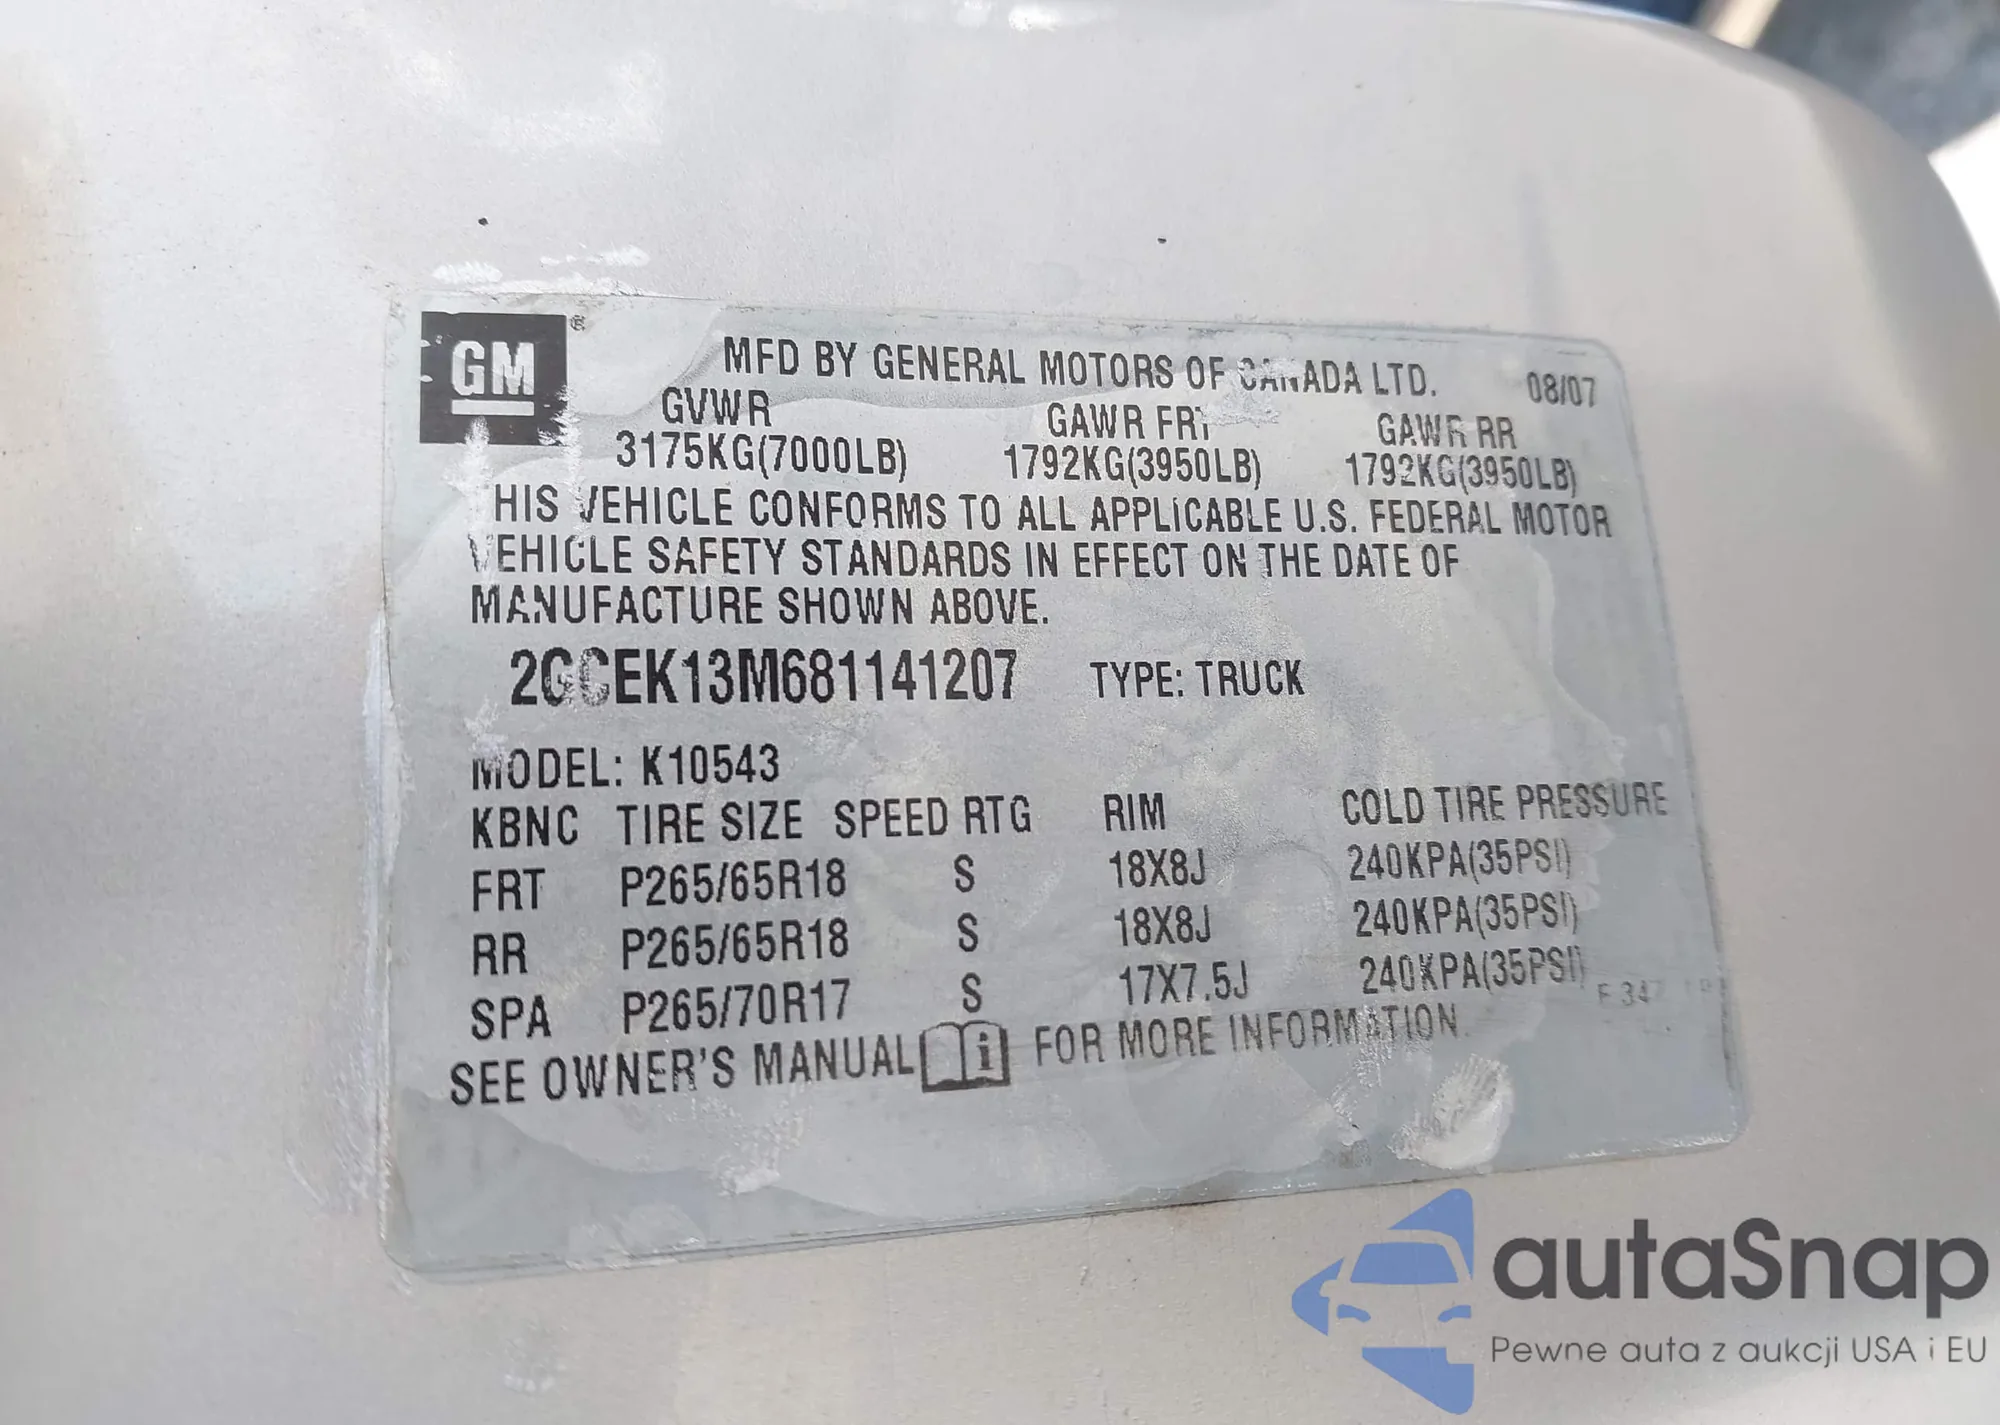 GM ®
MFD BY GENERAL MOTORS OF CANADA LTD. 08/07
GVWR GAWR FRT GAWR RR
3175KG(7000LB) 1792KG(3950LB) 1792KG(3950LB)
HIS VEHICLE CONFORMS TO ALL APPLICABLE U.S. FEDERAL MOTOR
VEHICLE SAFETY STANDARDS IN EFFECT ON THE DATE OF
MANUFACTURE SHOWN ABOVE.
2GCEK13M681141207 TYPE: TRUCK
MODEL: K10543
KBNC TIRE SIZE SPEED RTG RIM COLD TIRE PRESSURE
FRT P265/65R18 S 18X8J 240KPA(35PSI)
RR P265/65R18 S 18X8J 240KPA(35PSI)
SPA P265/70R17 S 17X7.5J 240KPA(35PSI)
SEE OWNER'S MANUAL i FOR MORE INFORMATION.
autaSnap
Pewne auta z aukcji USA i EU